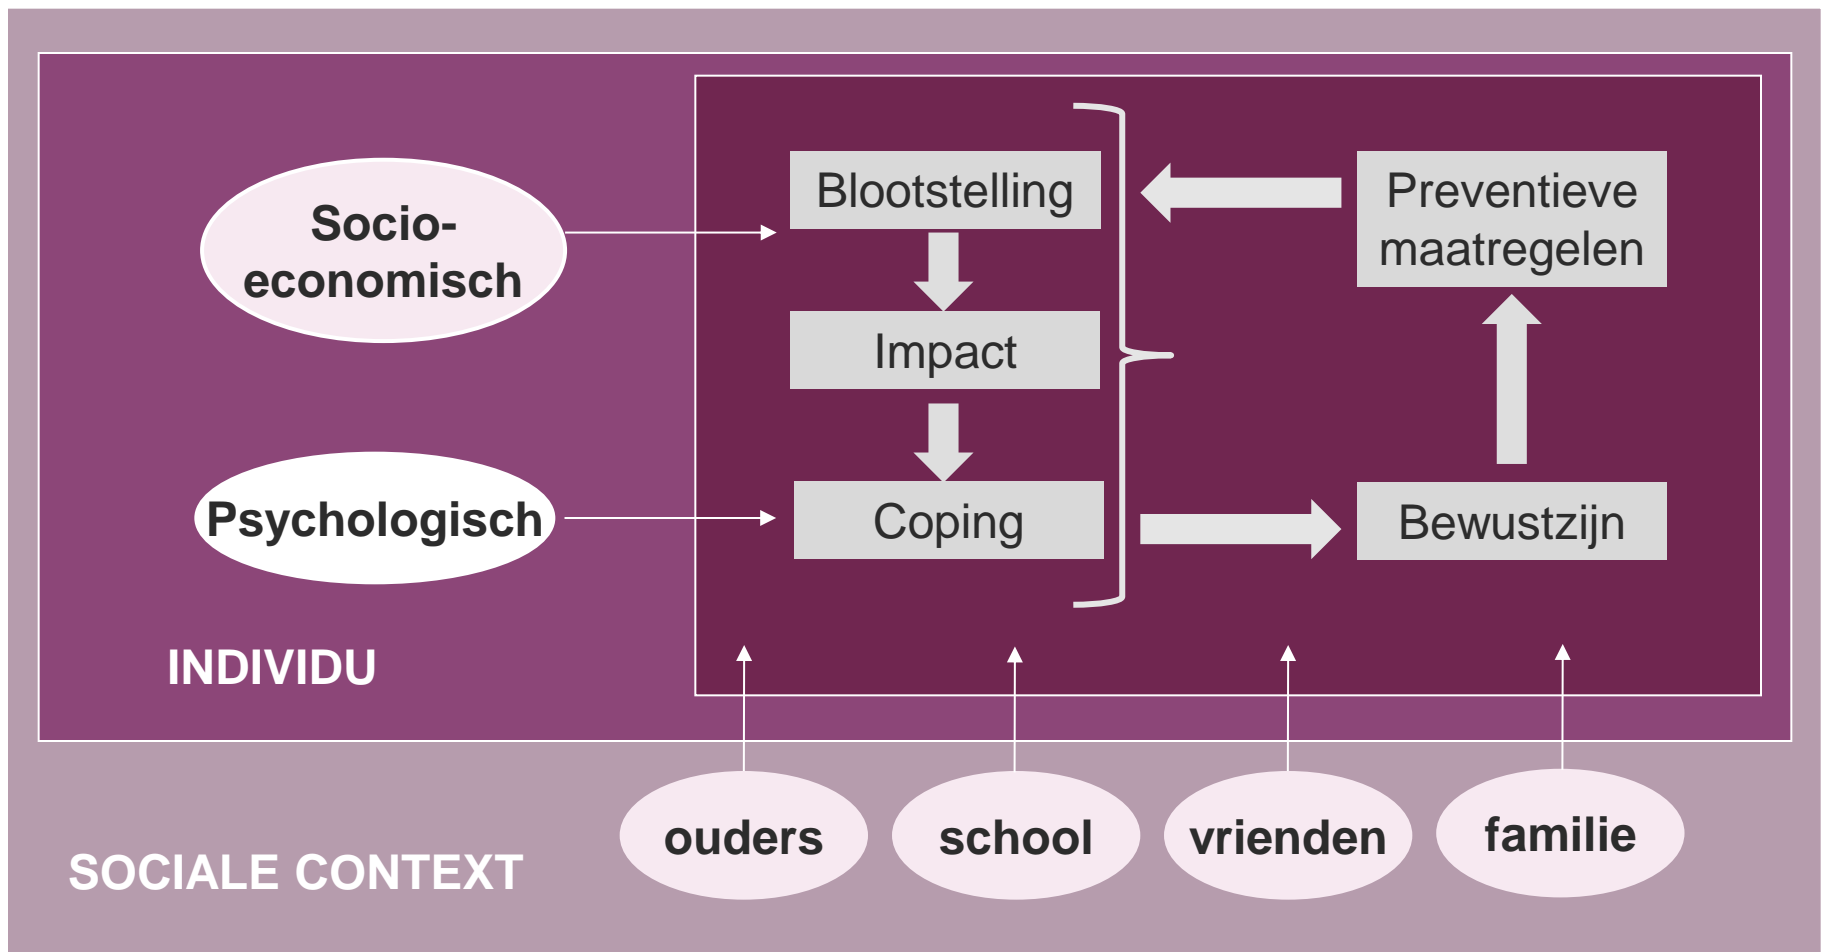 Socio-
economisch
Psychologisch
INDIVIDU
Blootstelling
Impact
Coping
Preventieve
maatregelen
Bewustzijn
ouders
school
vrienden
familie
SOCIALE CONTEXT